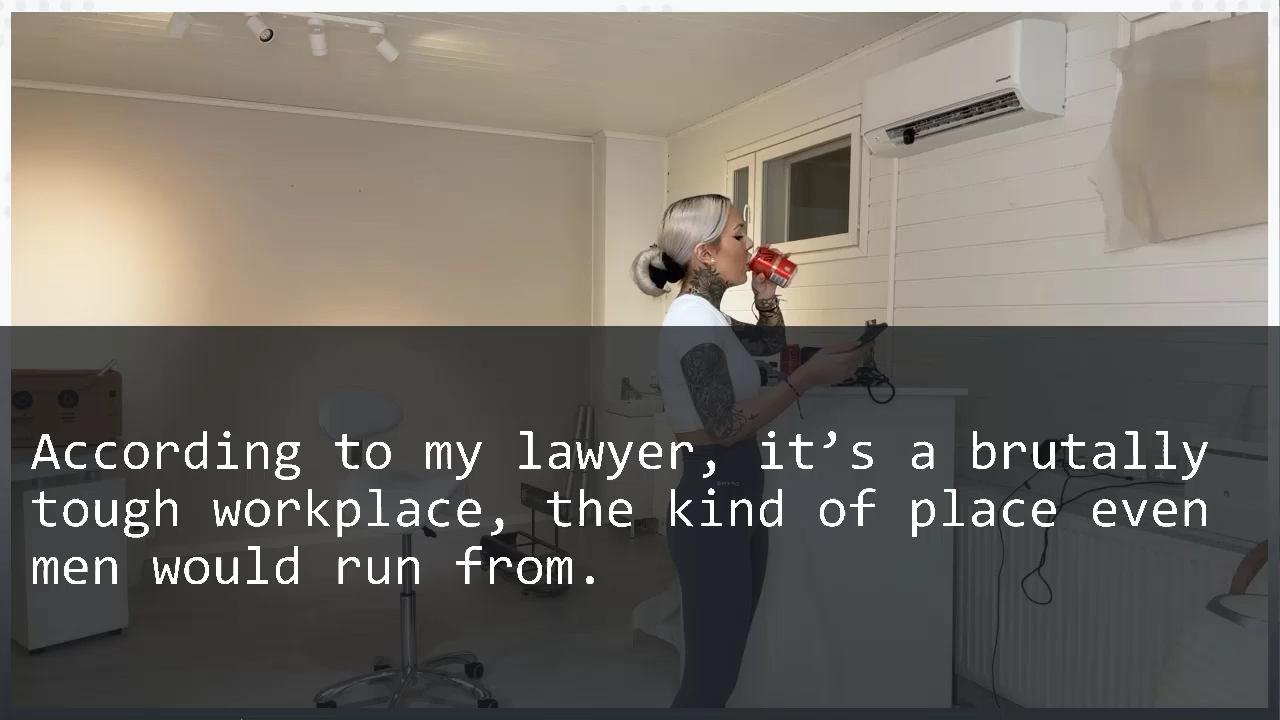 According to my lawyer, it’s a brutally
tough workplace, the kind of place even
men would run from.